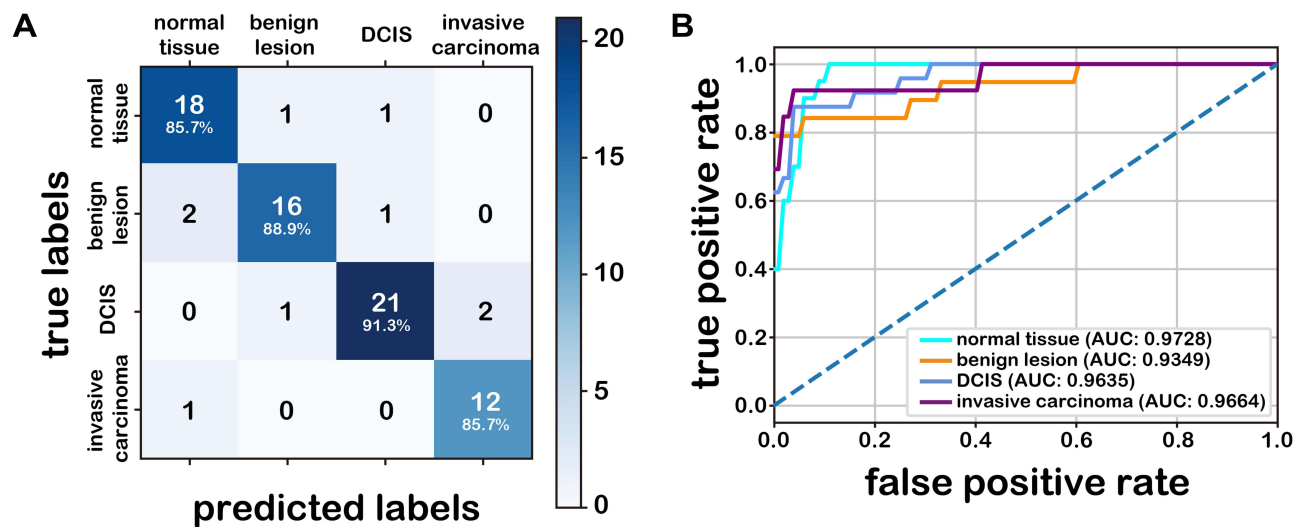 A
normal tissue
benign lesion
DCIS
invasive carcinoma
20
15
10
5
0
true labels
normal tissue
18
85.7%
1
1
0
benign lesion
2
16
88.9%
1
0
DCIS
0
1
21
91.3%
2
invasive carcinoma
1
0
0
12
85.7%
predicted labels
B
true positive rate
1.0
0.8
0.6
0.4
0.2
0.0
normal tissue (AUC: 0.9728)
benign lesion (AUC: 0.9349)
DCIS (AUC: 0.9635)
invasive carcinoma (AUC: 0.9664)
0.0
0.2
0.4
0.6
0.8
1.0
false positive rate